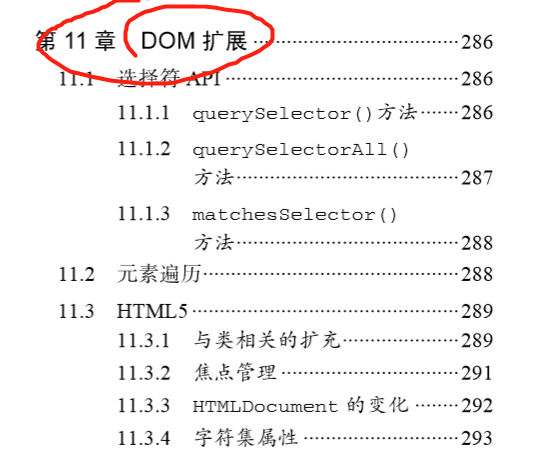 第 11 章 DOM 扩展 ································ 286
11.1 选择符 API ································ 286
11.1.1 querySelector()方法 ······· 286
11.1.2 querySelectorAll()
方法 ································ 287
11.1.3 matchesSelector()
方法 ································ 288
11.2 元素遍历 ································ 288
11.3 HTML5 ································ 289
11.3.1 与类相关的扩充 ················ 289
11.3.2 焦点管理 ························ 291
11.3.3 HTMLDocument 的变化 ········ 292
11.3.4 字符集属性 ···················· 293